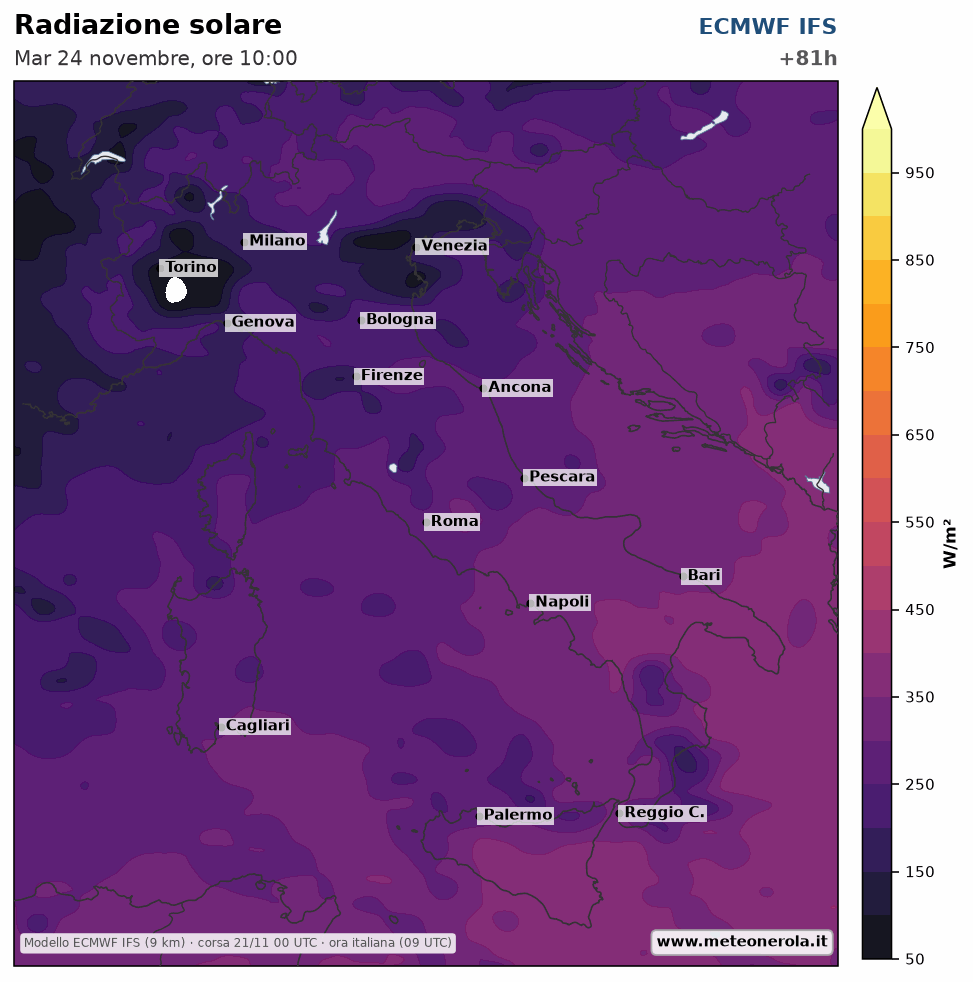 Radiazione solare
ECMWF IFS
Mar 24 novembre, ore 10:00
+81h
Milano
Venezia
Torino
Genova
Bologna
Firenze
Ancona
Pescara
Roma
Bari
Napoli
Cagliari
Palermo
Reggio C.
950
850
750
650
550
450
350
250
150
50
W/m²
Modello ECMWF IFS (9 km) · corsa 21/11 00 UTC · ora italiana (09 UTC)
www.meteonerola.it